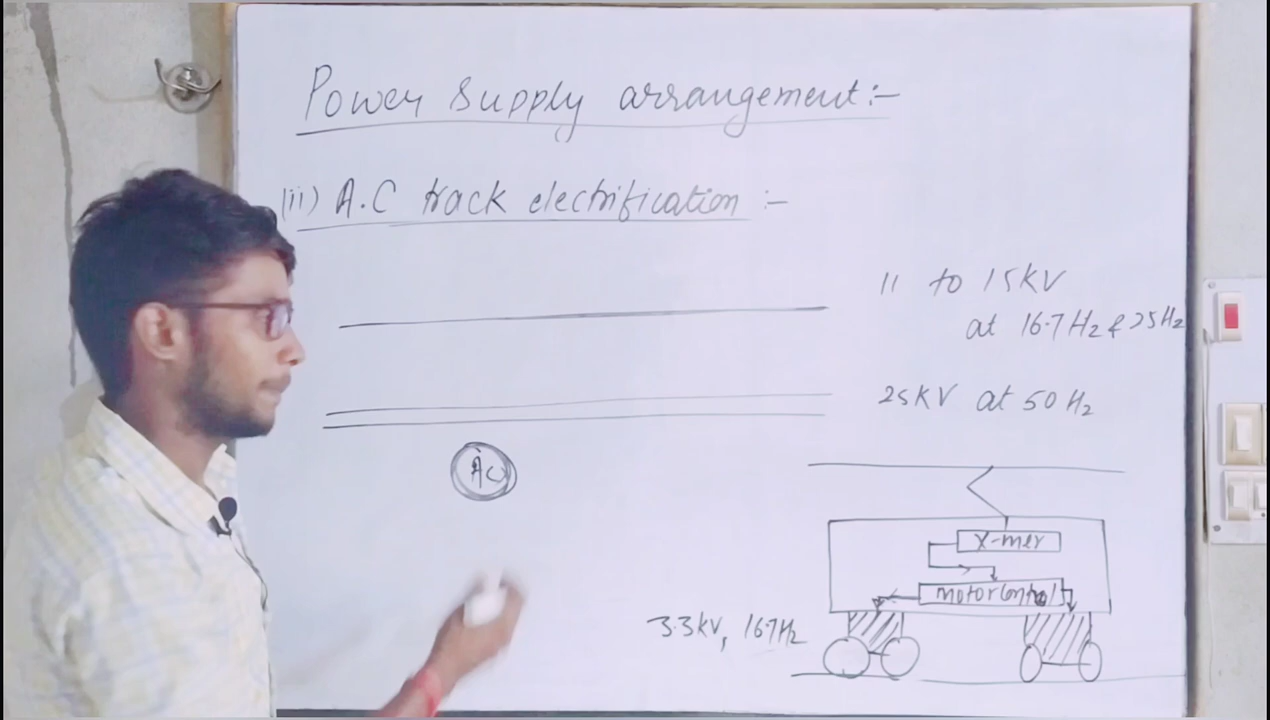 Power supply arrangement:-
(ii) A.C track electrification :-
11 to 15KV
at 16.7 Hz & 25Hz
25KV at 50 Hz
AC
X-mer
motor Control
3.3kV, 16.7Hz